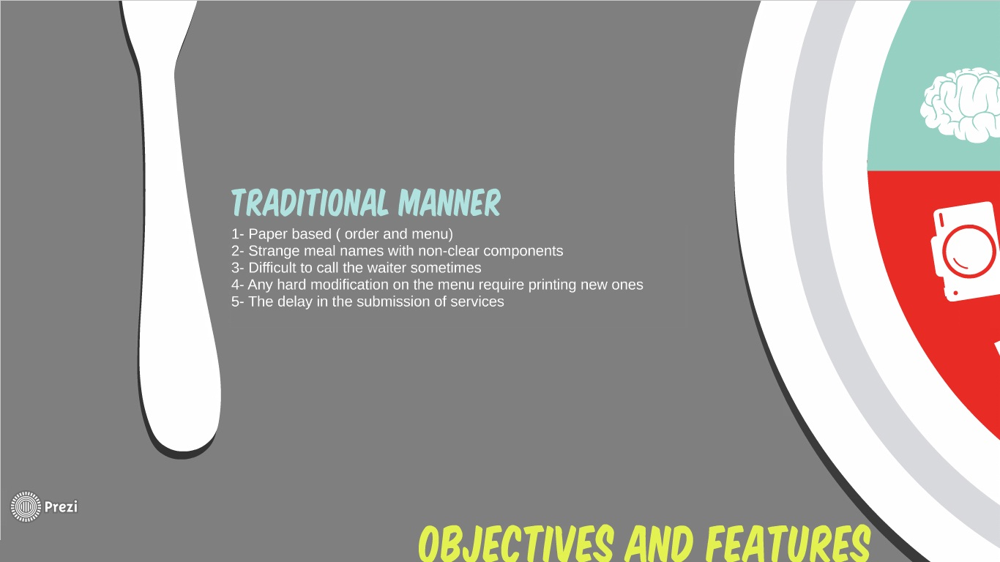 TRADITIONAL MANNER
1- Paper based ( order and menu)
2- Strange meal names with non-clear components
3- Difficult to call the waiter sometimes
4- Any hard modification on the menu require printing new ones
5- The delay in the submission of services
Prezi
OBJECTIVES AND FEATURES